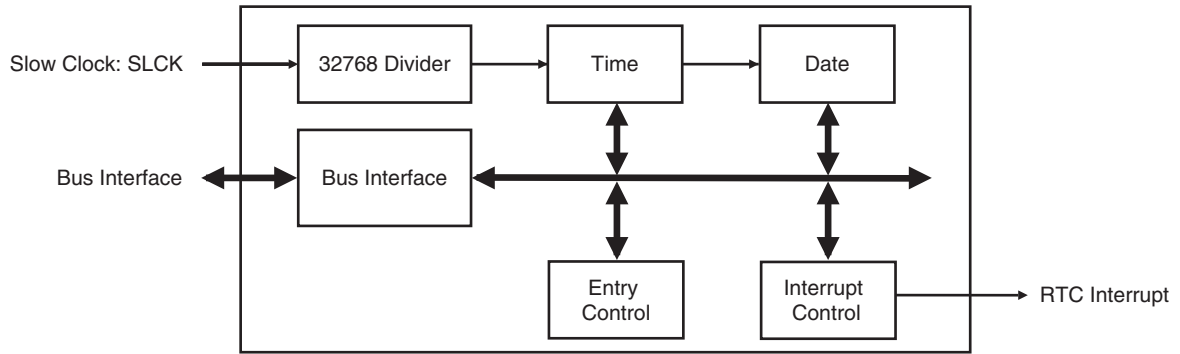 Slow Clock: SLCK
32768 Divider
Time
Date
Bus Interface
Bus Interface
Entry
Control
Interrupt
Control
RTC Interrupt